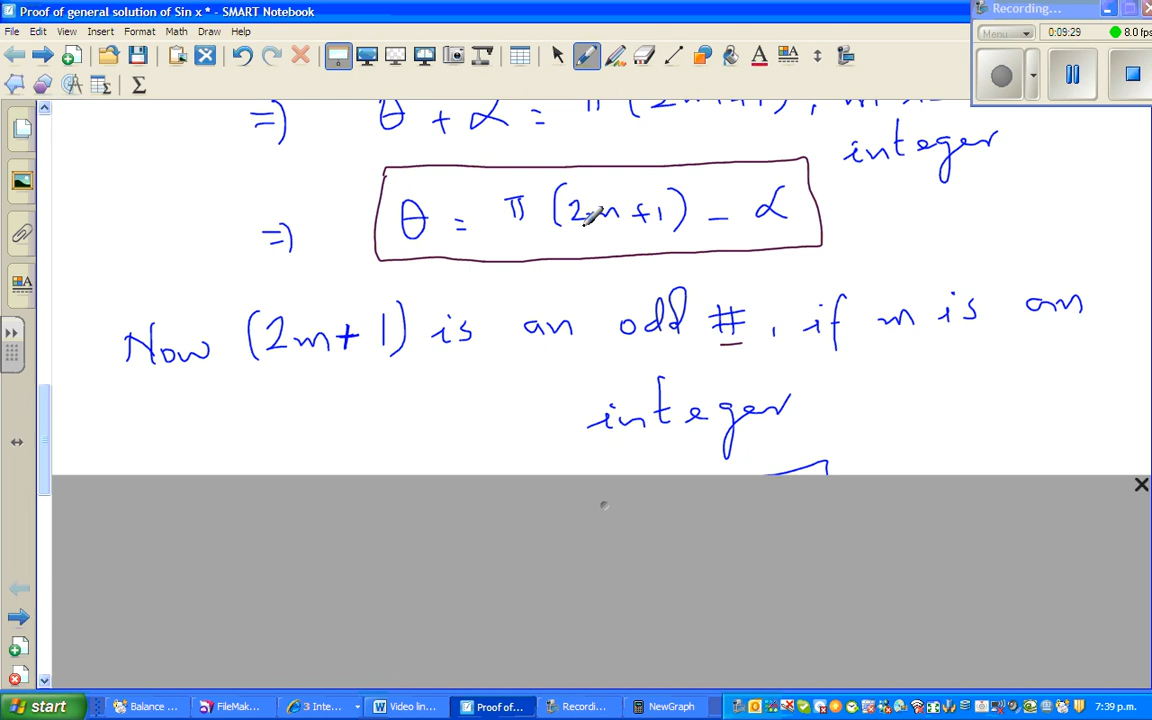 Proof of general solution of Sin x * - SMART Notebook
Recording...
File Edit View Insert Format Math Draw Help
Menu
0:09:29
8.0 fps
=) θ + α =
integer
=) θ = π (2m+1) - α
Now (2m+1) is an odd #, if m is an
integer
start
Balance ...
FileMak...
3 Inte...
Video lin...
Proof of...
Recordi...
NewGraph
7:39 p.m.